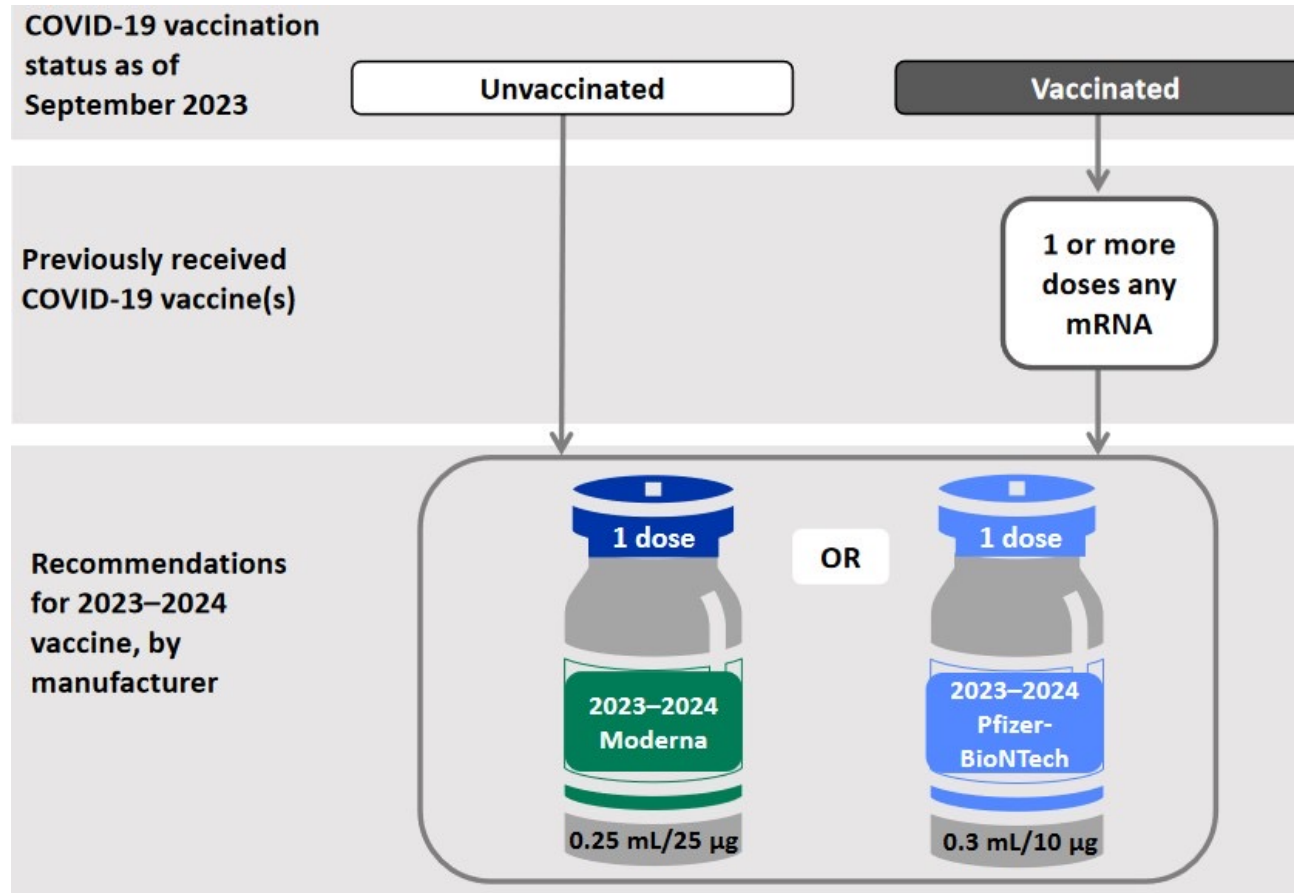 COVID-19 vaccination
status as of
September 2023
Unvaccinated
Vaccinated
Previously received
COVID-19 vaccine(s)
1 or more
doses any
mRNA
Recommendations
for 2023–2024
vaccine, by
manufacturer
1 dose
2023–2024
Moderna
0.25 mL/25 µg
OR
1 dose
2023–2024
Pfizer-
BioNTech
0.3 mL/10 µg